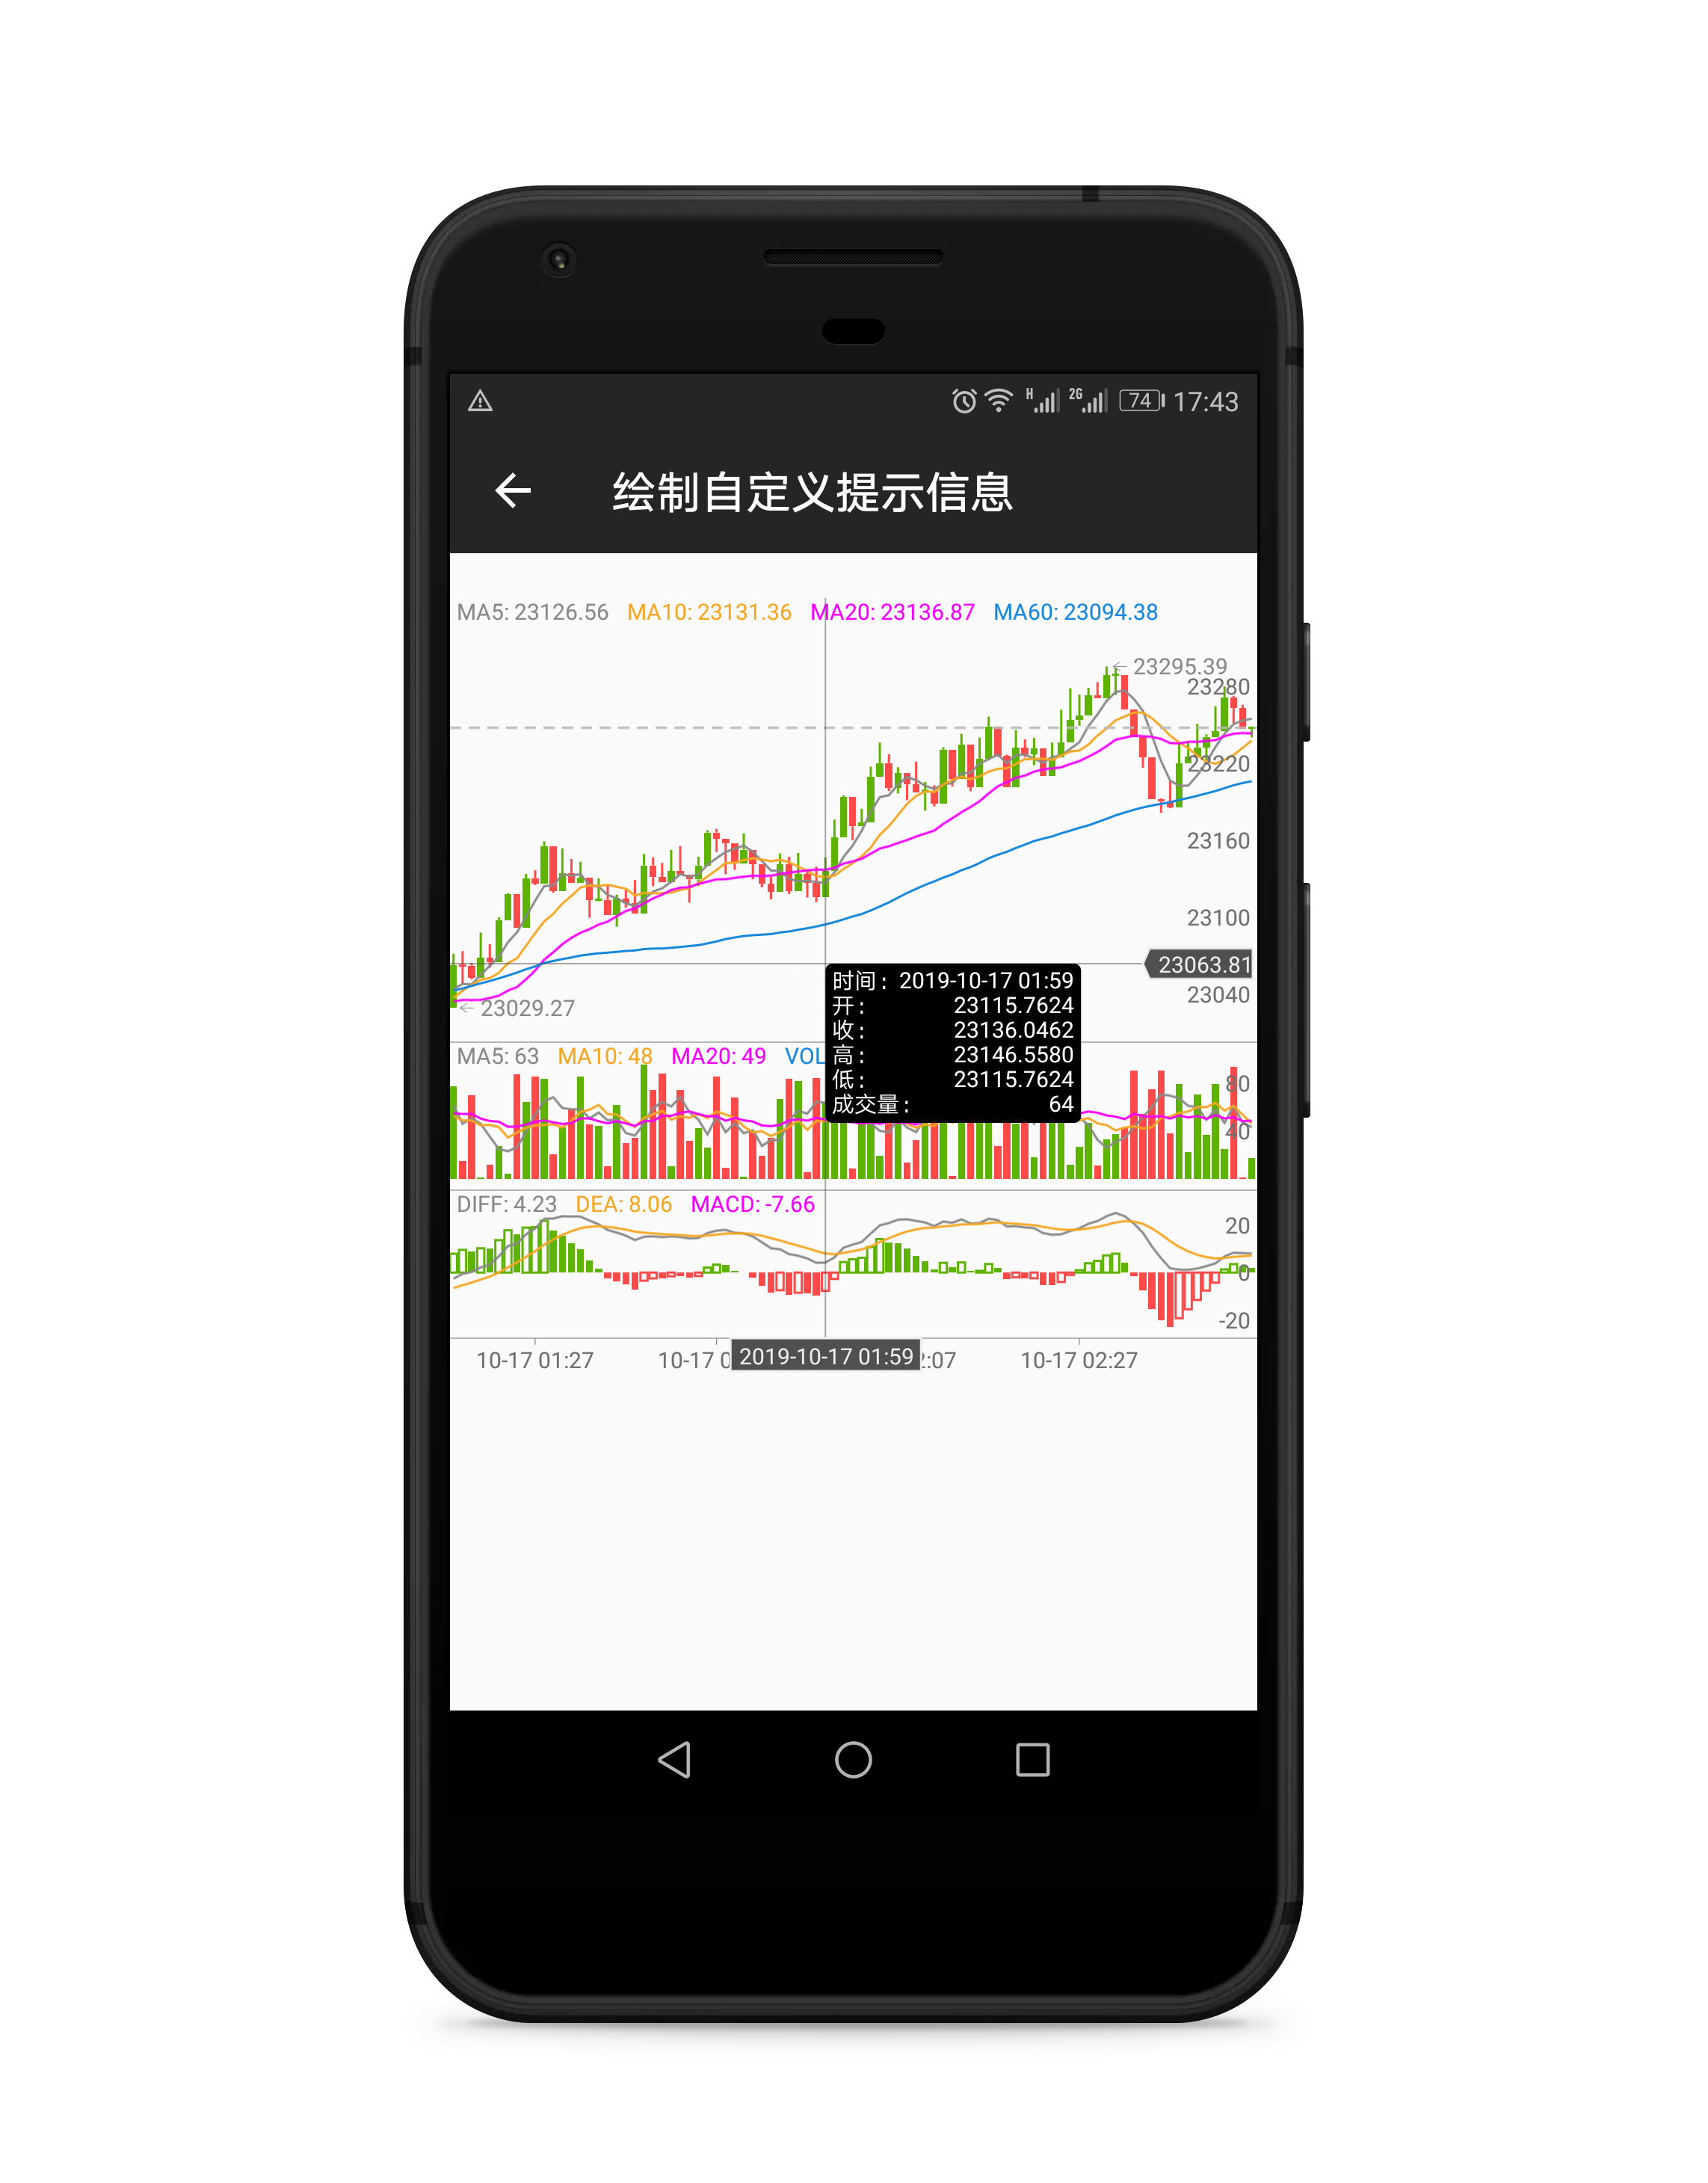 H 2G 74 17:43
绘制自定义提示信息
MA5: 23126.56 MA10: 23131.36 MA20: 23136.87 MA60: 23094.38
23295.39
23280
23220
23160
23100
23063.81
23040
23029.27
时间: 2019-10-17 01:59
开: 23115.7624
收: 23136.0462
高: 23146.5580
低: 23115.7624
成交量: 64
MA5: 63 MA10: 48 MA20: 49 VOL
80
40
DIFF: 4.23 DEA: 8.06 MACD: -7.66
20
0
-20
10-17 01:27 10-17 0 2019-10-17 01:59 :07 10-17 02:27